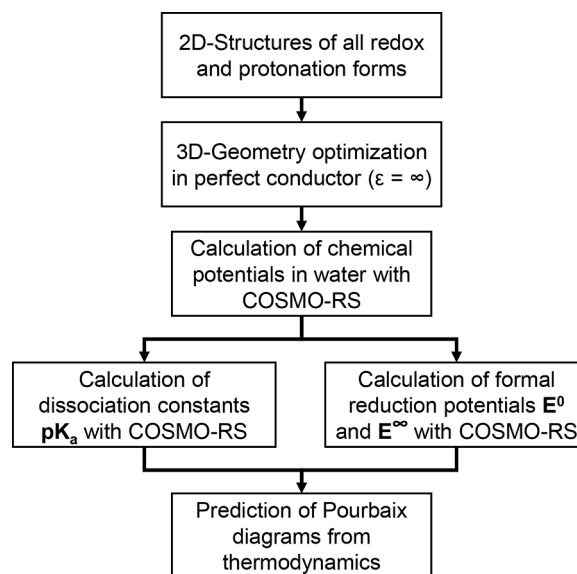 2D-Structures of all redox
and protonation forms
3D-Geometry optimization
in perfect conductor (ε = ∞)
Calculation of chemical
potentials in water with
COSMO-RS
Calculation of
dissociation constants
pKₐ with COSMO-RS
Calculation of formal
reduction potentials E⁰
and E∞ with COSMO-RS
Prediction of Pourbaix
diagrams from
thermodynamics